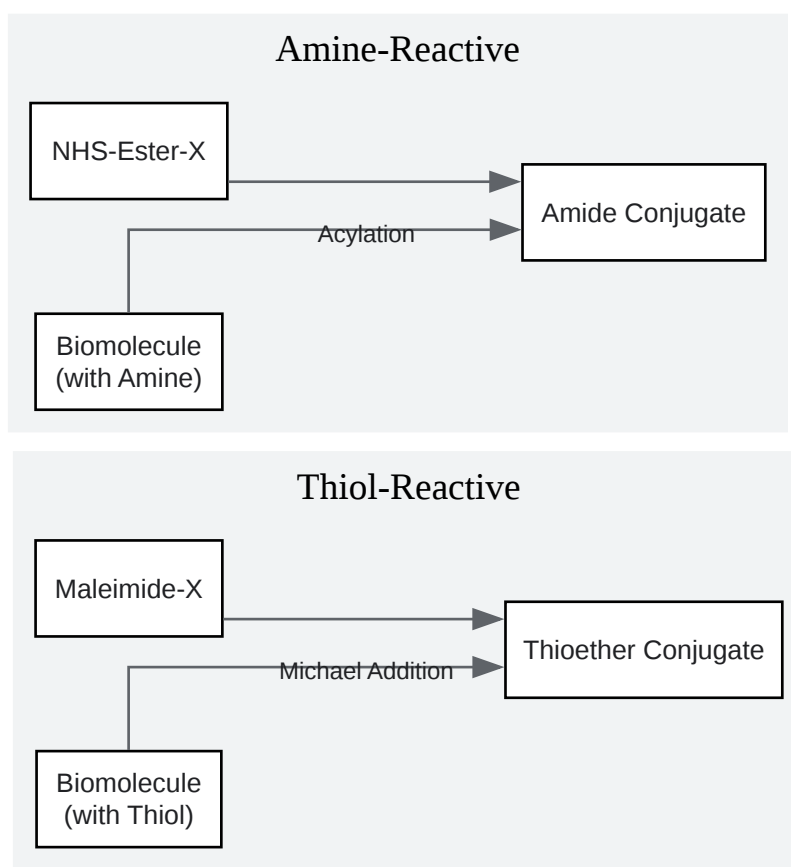 Amine-Reactive
NHS-Ester-X
Amide Conjugate
Acylation
Biomolecule
(with Amine)
Thiol-Reactive
Maleimide-X
Thioether Conjugate
Michael Addition
Biomolecule
(with Thiol)